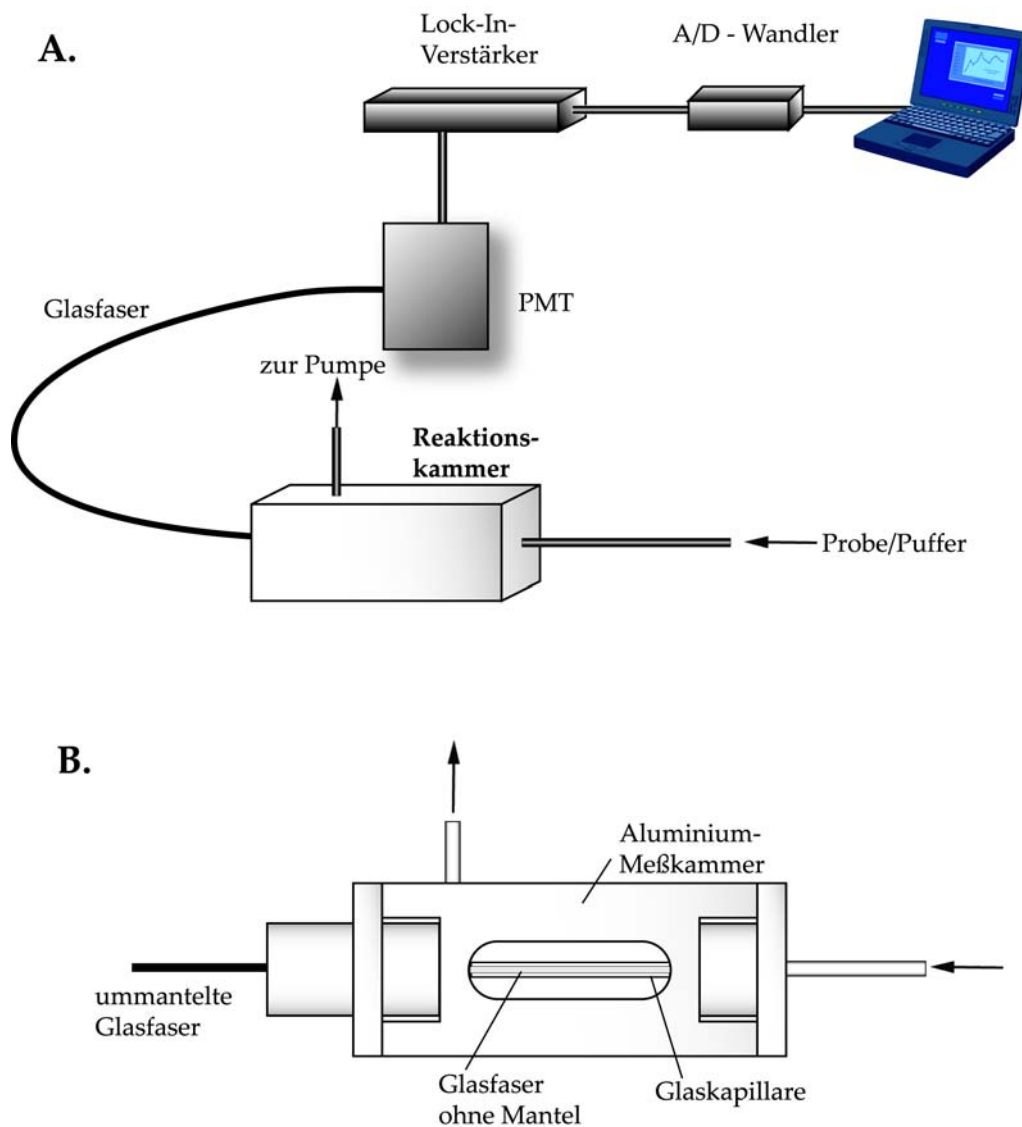 A.
Lock-In-
Verstärker
A/D - Wandler
Glasfaser
PMT
zur Pumpe
Reaktions-
kammer
Probe/Puffer
B.
Aluminium-
Meßkammer
ummantelte
Glasfaser
Glasfaser
ohne Mantel
Glaskapillare